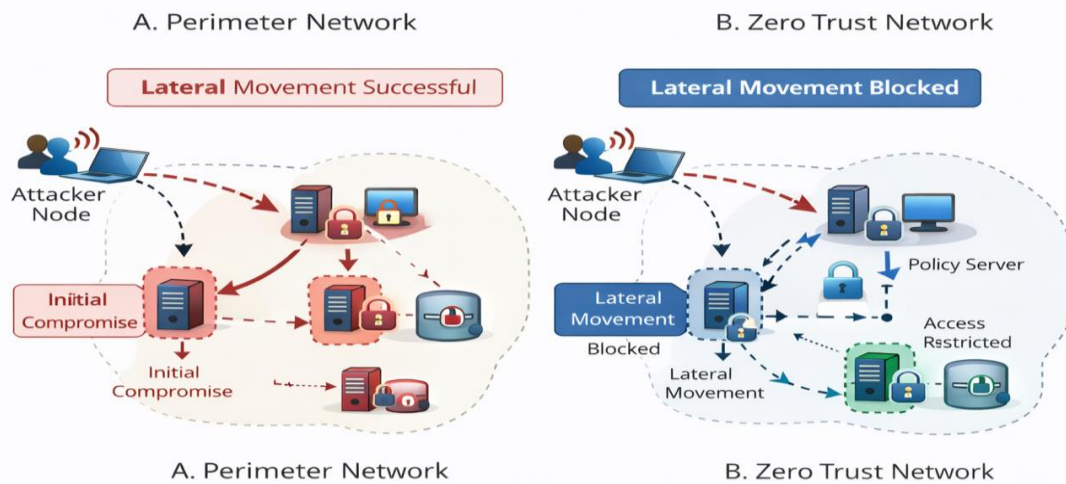 A. Perimeter Network
Lateral Movement Successful
Attacker
Node
Initial
Compromise
Initial
Compromise
A. Perimeter Network
B. Zero Trust Network
Lateral Movement Blocked
Attacker
Node
Policy Server
Lateral
Movement
Blocked
Access
Restricted
Lateral
Movement
B. Zero Trust Network